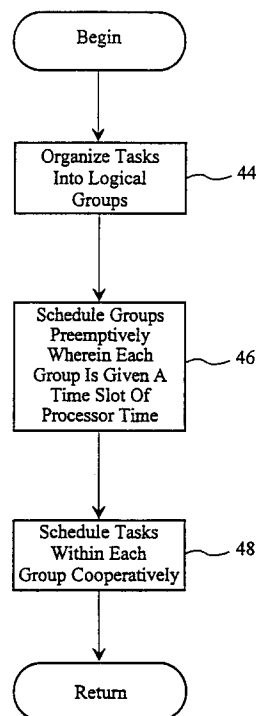 Begin
Organize Tasks
Into Logical
Groups
44
Schedule Groups
Preemptively
Wherein Each
Group Is Given A
Time Slot Of
Processor Time
46
Schedule Tasks
Within Each
Group Cooperatively
48
Return